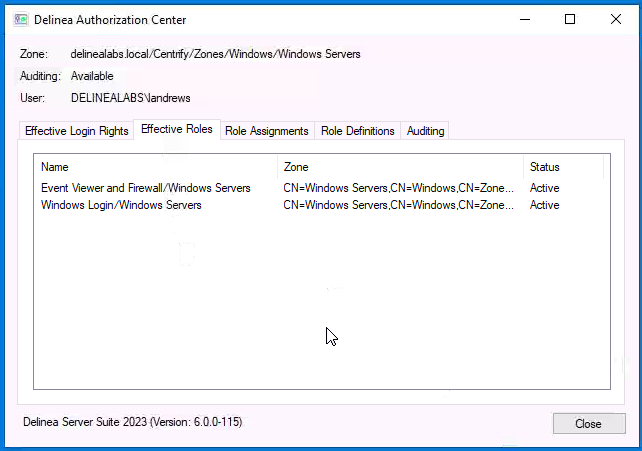 Delinea Authorization Center
Zone: delinealabs.local/Centrify/Zones/Windows/Windows Servers
Auditing: Available
User: DELINEALABS\landrews
Effective Login Rights Effective Roles Role Assignments Role Definitions Auditing
Name Zone Status
Event Viewer and Firewall/Windows Servers CN=Windows Servers,CN=Windows,CN=Zone... Active
Windows Login/Windows Servers CN=Windows Servers,CN=Windows,CN=Zone... Active
Delinea Server Suite 2023 (Version: 6.0.0-115)
Close